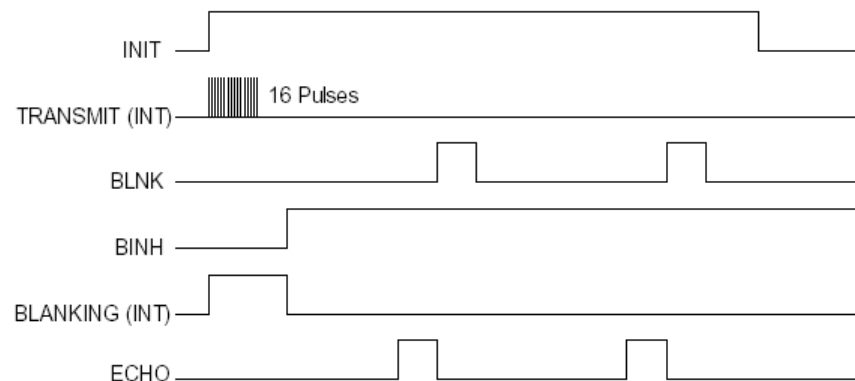 INIT
TRANSMIT (INT)
16 Pulses
BLNK
BINH
BLANKING (INT)
ECHO